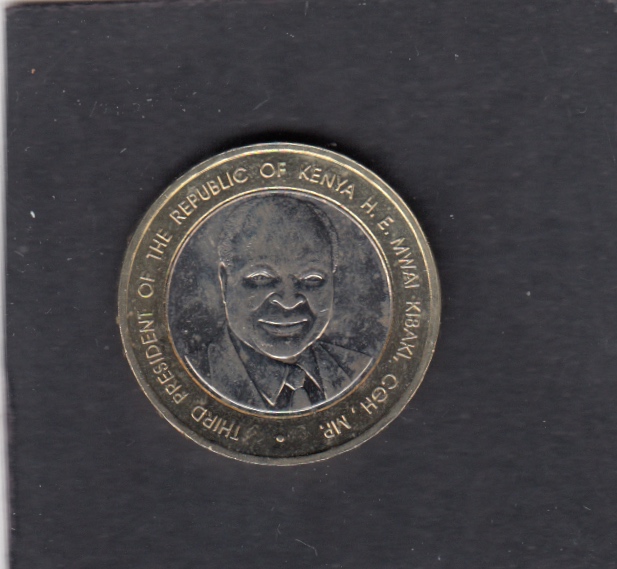 THIRD PRESIDENT OF THE REPUBLIC OF KENYA H.E. MWAI KIBAKI, CGH, MP.